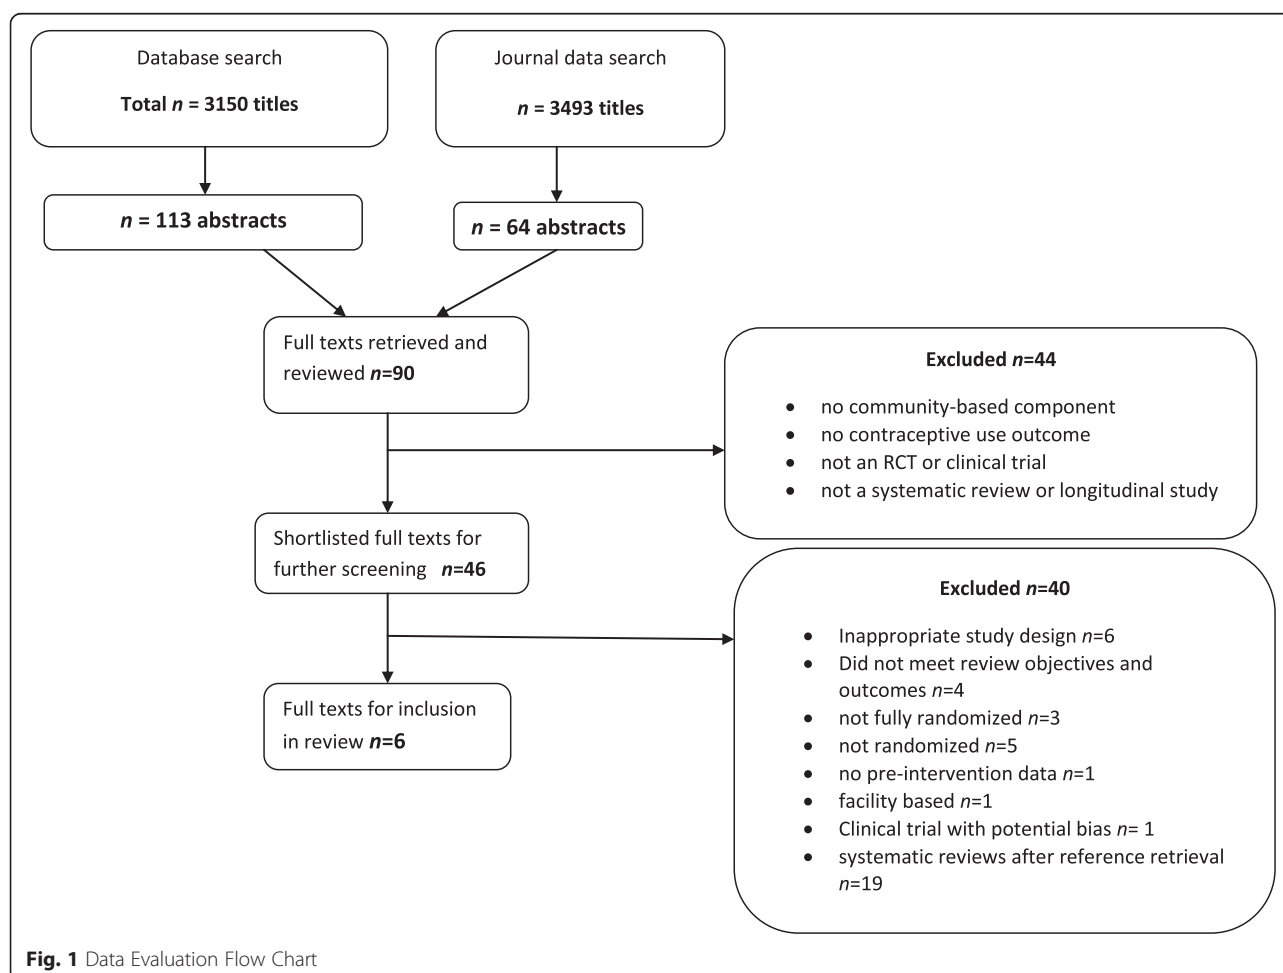 Database search
Total n = 3150 titles
Journal data search
n = 3493 titles
n = 113 abstracts
n = 64 abstracts
Full texts retrieved and
reviewed n=90
Excluded n=44
• no community-based component
• no contraceptive use outcome
• not an RCT or clinical trial
• not a systematic review or longitudinal study
Shortlisted full texts for
further screening n=46
Excluded n=40
• Inappropriate study design n=6
• Did not meet review objectives and
outcomes n=4
• not fully randomized n=3
• not randomized n=5
• no pre-intervention data n=1
• facility based n=1
• Clinical trial with potential bias n= 1
• systematic reviews after reference retrieval
n=19
Full texts for inclusion
in review n=6
Fig. 1 Data Evaluation Flow Chart